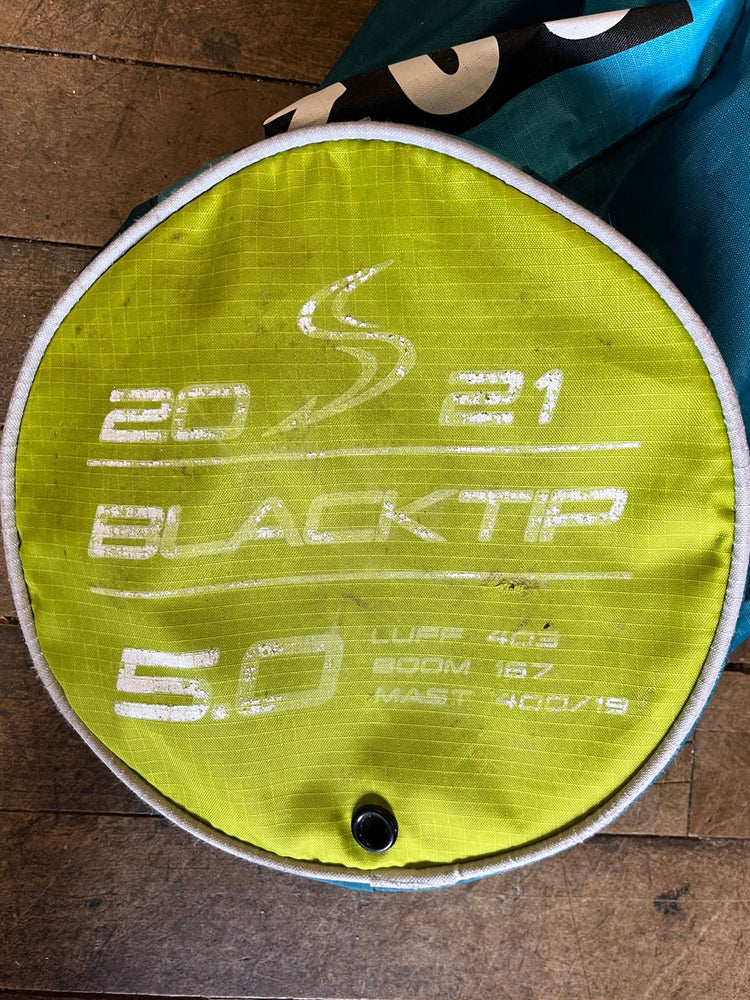 20 21
BLACKTIP
5.0
LUFF 403
BOOM 167
MAST 400/19